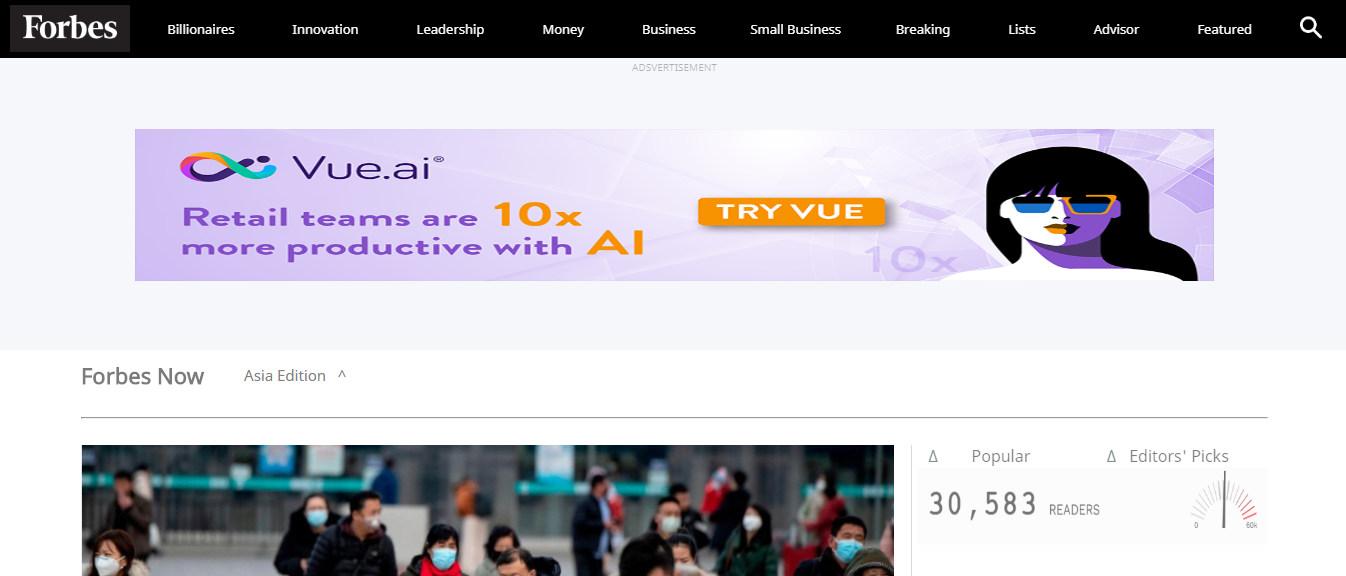 Forbes Billionaires Innovation Leadership Money Business Small Business Breaking Lists Advisor Featured
ADSVERTISEMENT
Vue.ai®
Retail teams are 10x
more productive with AI
TRY VUE
10x
Forbes Now Asia Edition ^
Δ Popular Δ Editors' Picks
30,583 READERS
0 60k